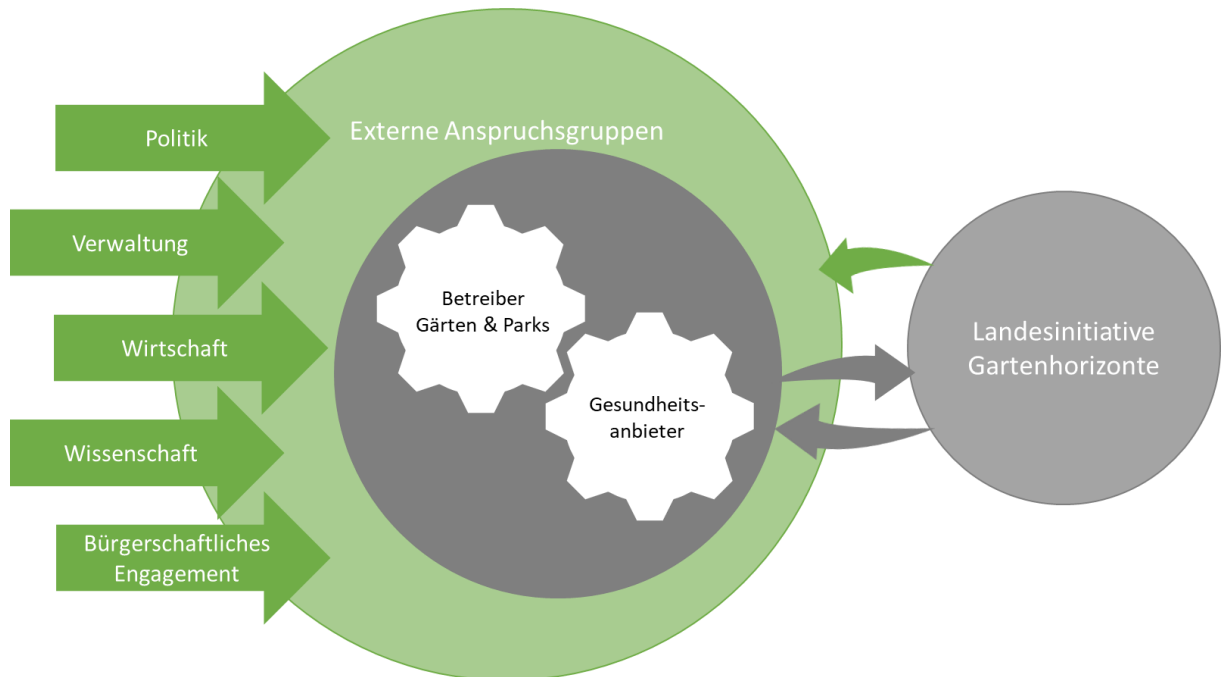 Politik
Verwaltung
Wirtschaft
Wissenschaft
Bürgerschaftliches
Engagement
Externe Anspruchsgruppen
Betreiber
Gärten & Parks
Gesundheits-
anbieter
Landesinitiative
Gartenhorizonte